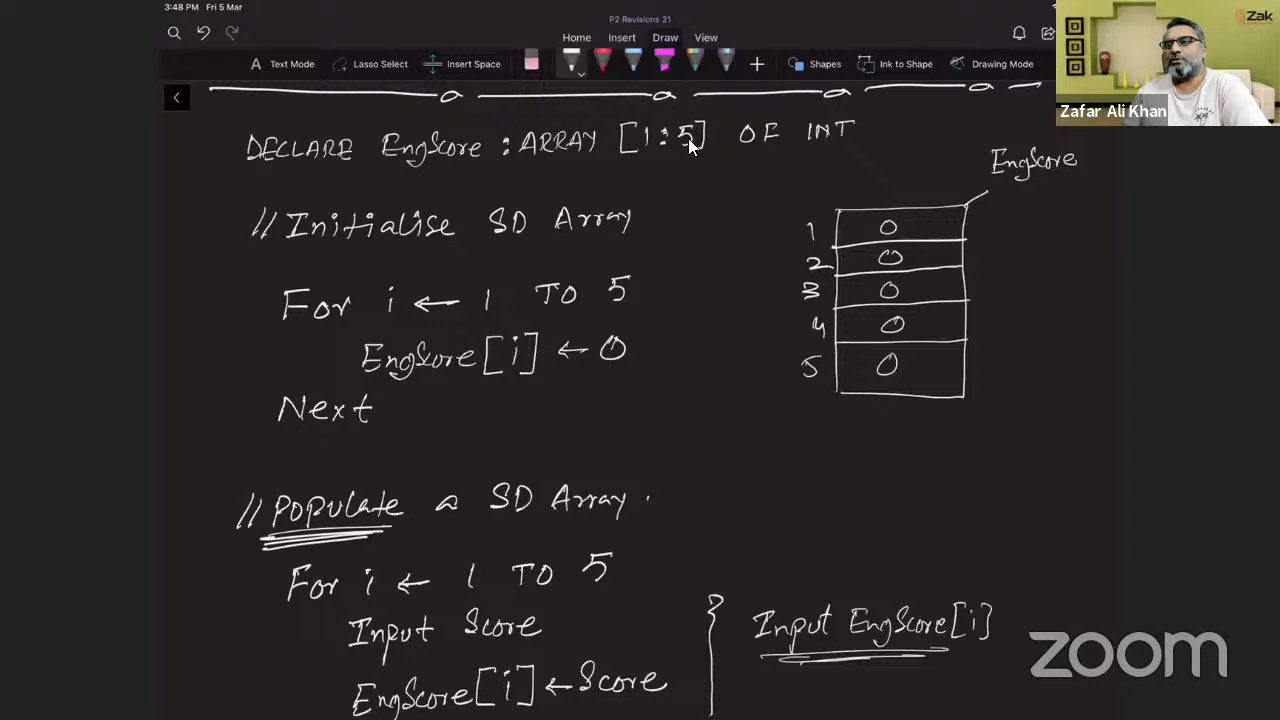 3:48 PM Fri 5 Mar
P2 Revisions 21
Home Insert Draw View
Text Mode Lasso Select Insert Space Shapes Ink to Shape Drawing Mode
Zak
Zafar Ali Khan
DECLARE EngScore : ARRAY [1:5] OF INT
EngScore
// Initialise SD Array
1 0
2 0
3 0
4 0
5 0
For i ← 1 TO 5
EngScore[i] ← 0
Next
// POPULATE a SD Array.
For i ← 1 TO 5
Input Score
EngScore[i] ← Score
} Input EngScore[i]
zoom